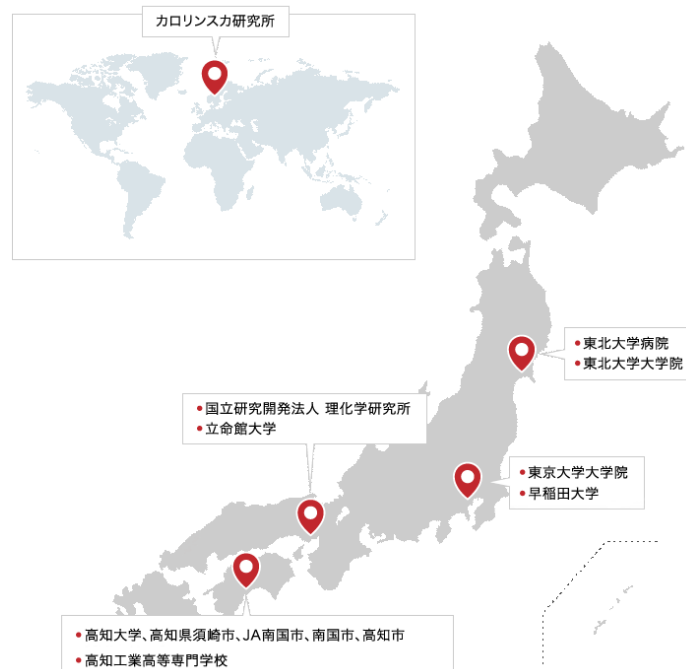 カロリンスカ研究所
•東北大学病院
•東北大学大学院
•国立研究開発法人 理化学研究所
•立命館大学
•東京大学大学院
•早稲田大学
•高知大学、高知県須崎市、JA南国市、南国市、高知市
•高知工業高等専門学校